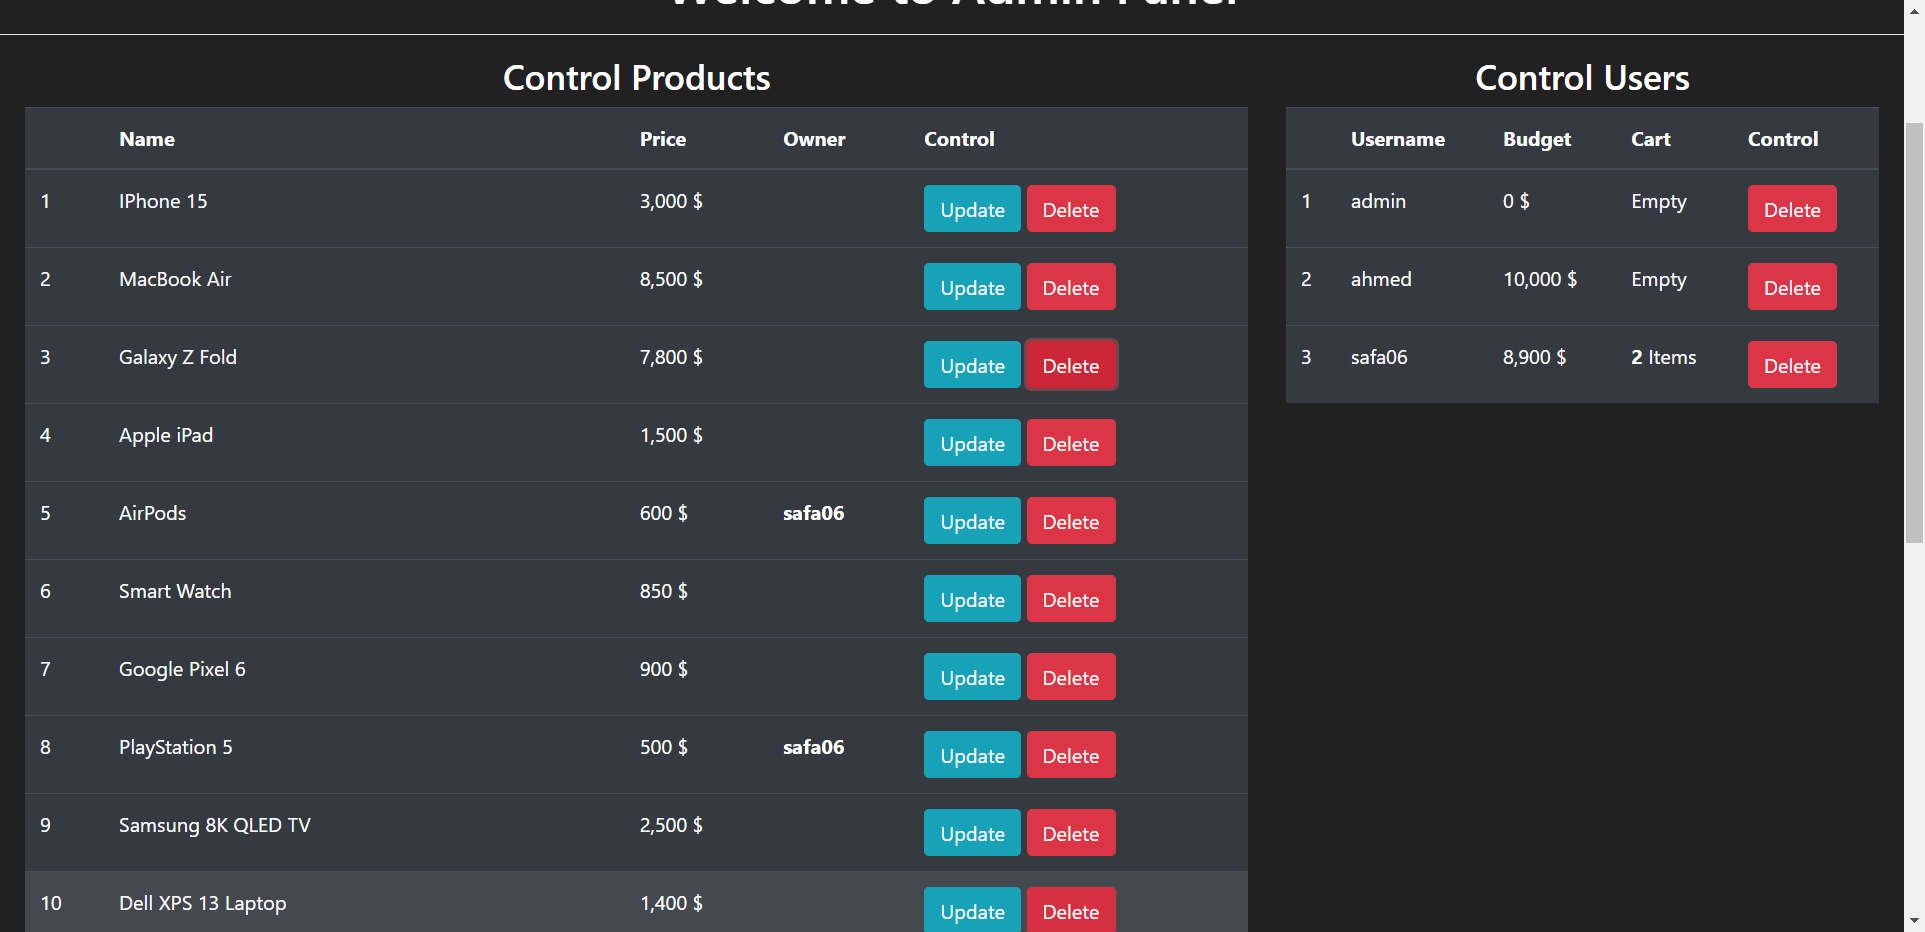 Welcome to Admin Panel
Control Products
Name Price Owner Control
1 IPhone 15 3,000 $ Update Delete
2 MacBook Air 8,500 $ Update Delete
3 Galaxy Z Fold 7,800 $ Update Delete
4 Apple iPad 1,500 $ Update Delete
5 AirPods 600 $ safa06 Update Delete
6 Smart Watch 850 $ Update Delete
7 Google Pixel 6 900 $ Update Delete
8 PlayStation 5 500 $ safa06 Update Delete
9 Samsung 8K QLED TV 2,500 $ Update Delete
10 Dell XPS 13 Laptop 1,400 $ Update Delete
Control Users
Username Budget Cart Control
1 admin 0 $ Empty Delete
2 ahmed 10,000 $ Empty Delete
3 safa06 8,900 $ 2 Items Delete